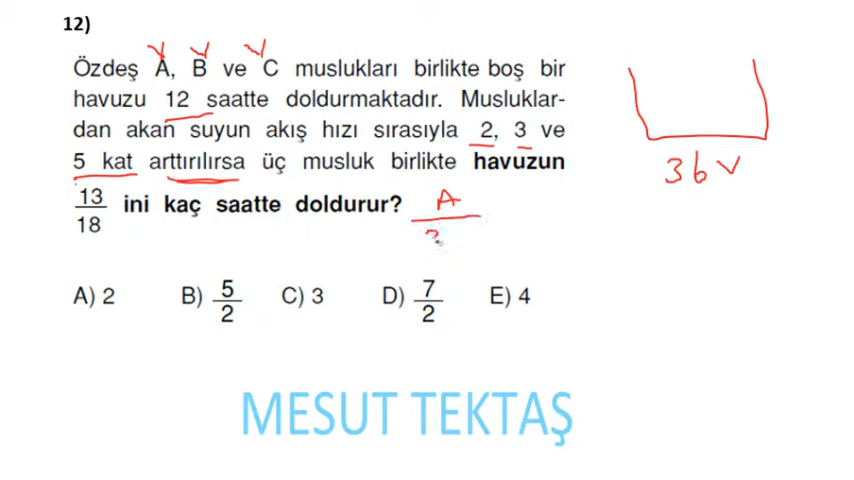 12)
Özdeş A, B ve C muslukları birlikte boş bir
havuzu 12 saatte doldurmaktadır. Musluklar-
dan akan suyun akış hızı sırasıyla 2, 3 ve
5 kat arttırılırsa üç musluk birlikte havuzun
13/18 ini kaç saatte doldurur?
A
V V V
36 V
A) 2 B) 5/2 C) 3 D) 7/2 E) 4
MESUT TEKTAŞ